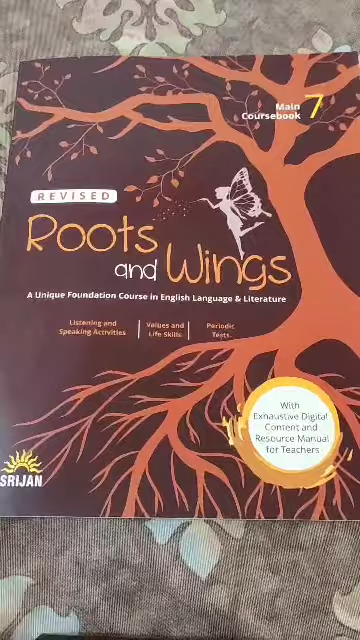 Main
Coursebook 7
REVISED
Roots
and Wings
A Unique Foundation Course in English Language & Literature
Listening and
Speaking Activities
Values and
Life Skills
Periodic
Tests
With
Exhaustive Digital
Content and
Resource Manual
for Teachers
SRIJAN